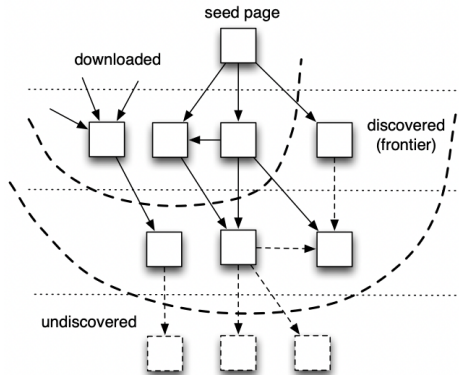 seed page
downloaded
discovered
(frontier)
undiscovered